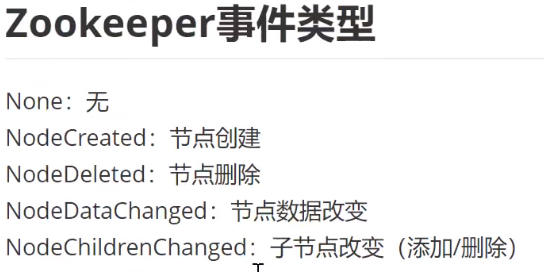 Zookeeper事件类型
None：无
NodeCreated：节点创建
NodeDeleted：节点删除
NodeDataChanged：节点数据改变
NodeChildrenChanged：子节点改变（添加/删除）